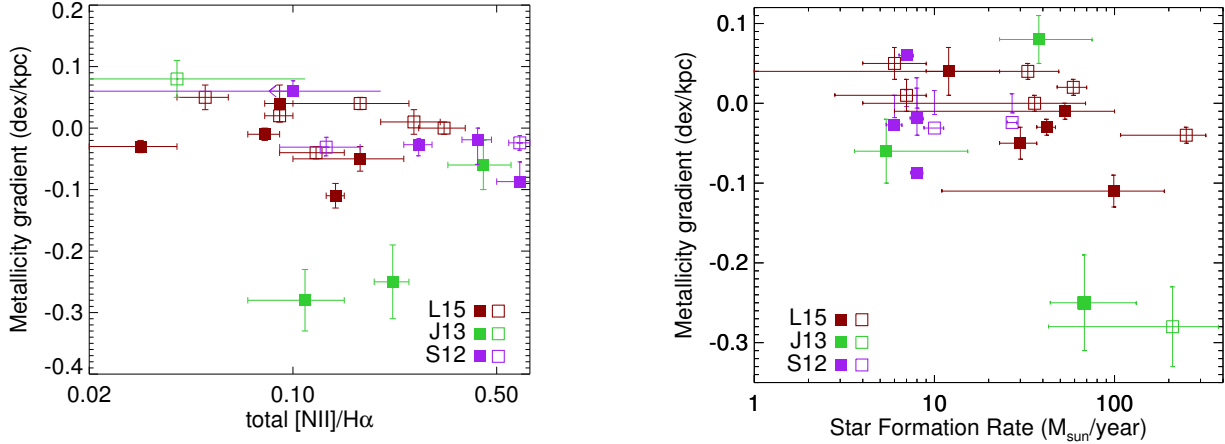 Metallicity gradient (dex/kpc)
0.2
0.1
0.0
-0.1
-0.2
-0.3
-0.4
L15
J13
S12
0.02
0.10
0.50
total [NII]/Hα
Metallicity gradient (dex/kpc)
0.1
0.0
-0.1
-0.2
-0.3
L15
J13
S12
1
10
100
Star Formation Rate (M_sun/year)